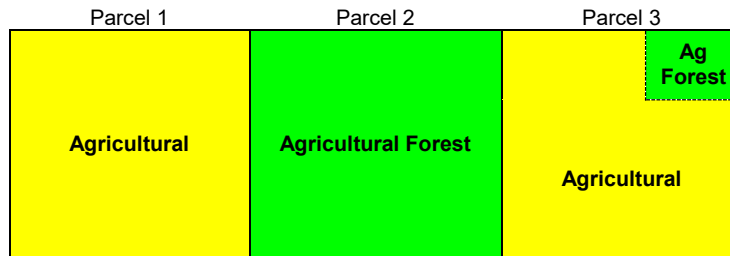 Parcel 1
Parcel 2
Parcel 3
Ag
Forest
Agricultural
Agricultural Forest
Agricultural